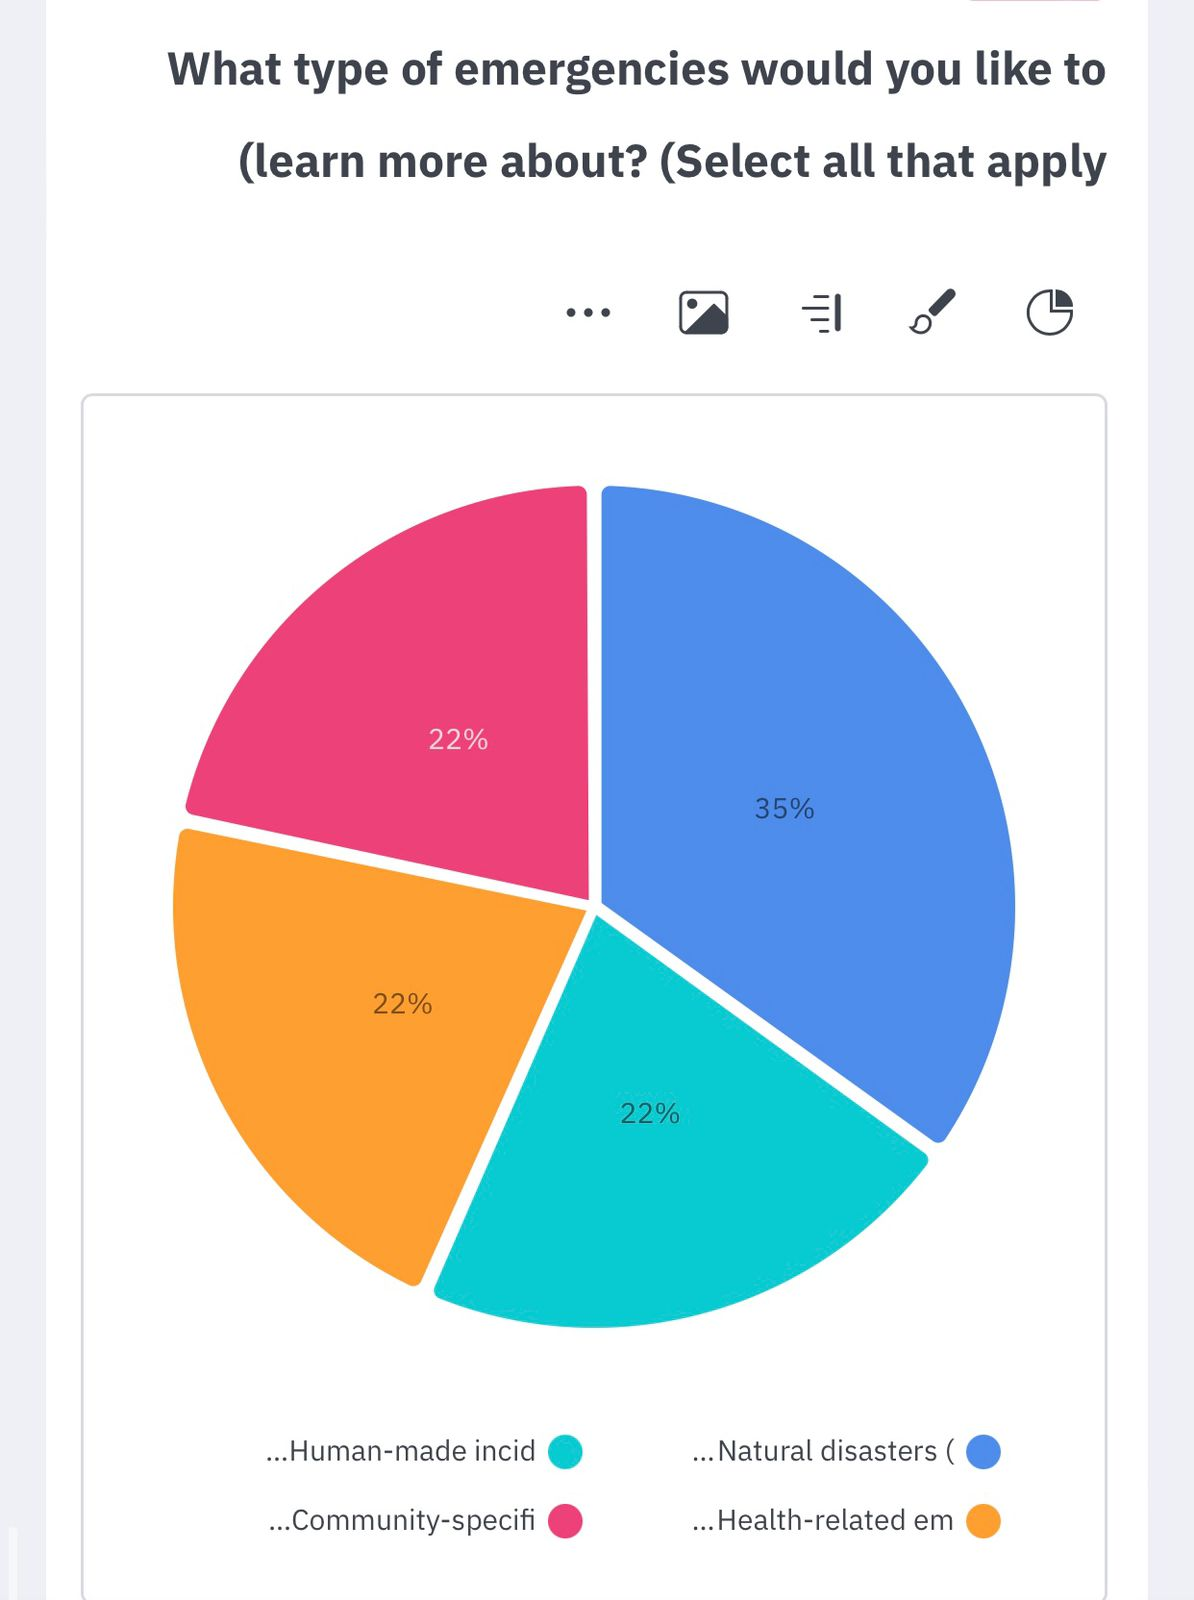 What type of emergencies would you like to
(learn more about? (Select all that apply
22%
35%
22%
22%
...Human-made incid
...Natural disasters (
...Community-specifi
...Health-related em